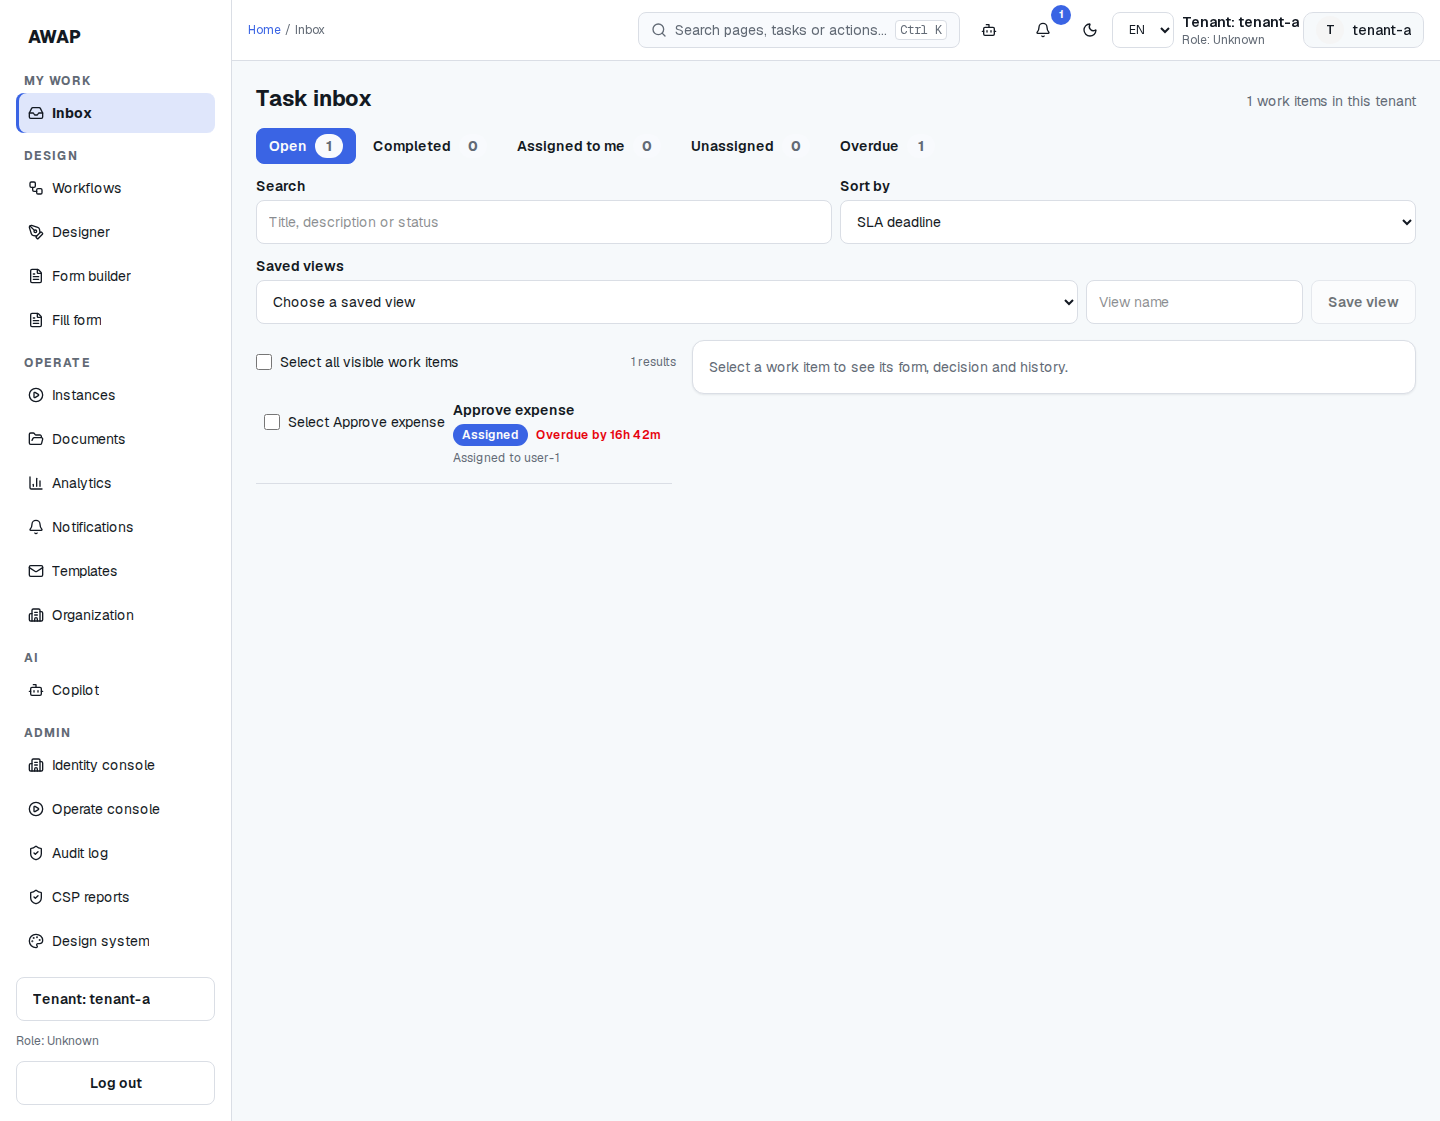 AWAP
MY WORK
Inbox
DESIGN
Workflows
Designer
Form builder
Fill form
OPERATE
Instances
Documents
Analytics
Notifications
Templates
Organization
AI
Copilot
ADMIN
Identity console
Operate console
Audit log
CSP reports
Design system
Tenant: tenant-a
Role: Unknown
Log out
Home / Inbox
Search pages, tasks or actions... Ctrl K
1
EN
Tenant: tenant-a
Role: Unknown
T tenant-a
Task inbox
1 work items in this tenant
Open 1 Completed 0 Assigned to me 0 Unassigned 0 Overdue 1
Search
Title, description or status
Sort by
SLA deadline
Saved views
Choose a saved view
View name
Save view
Select all visible work items 1 results
Select Approve expense
Approve expense
Assigned Overdue by 16h 42m
Assigned to user-1
Select a work item to see its form, decision and history.